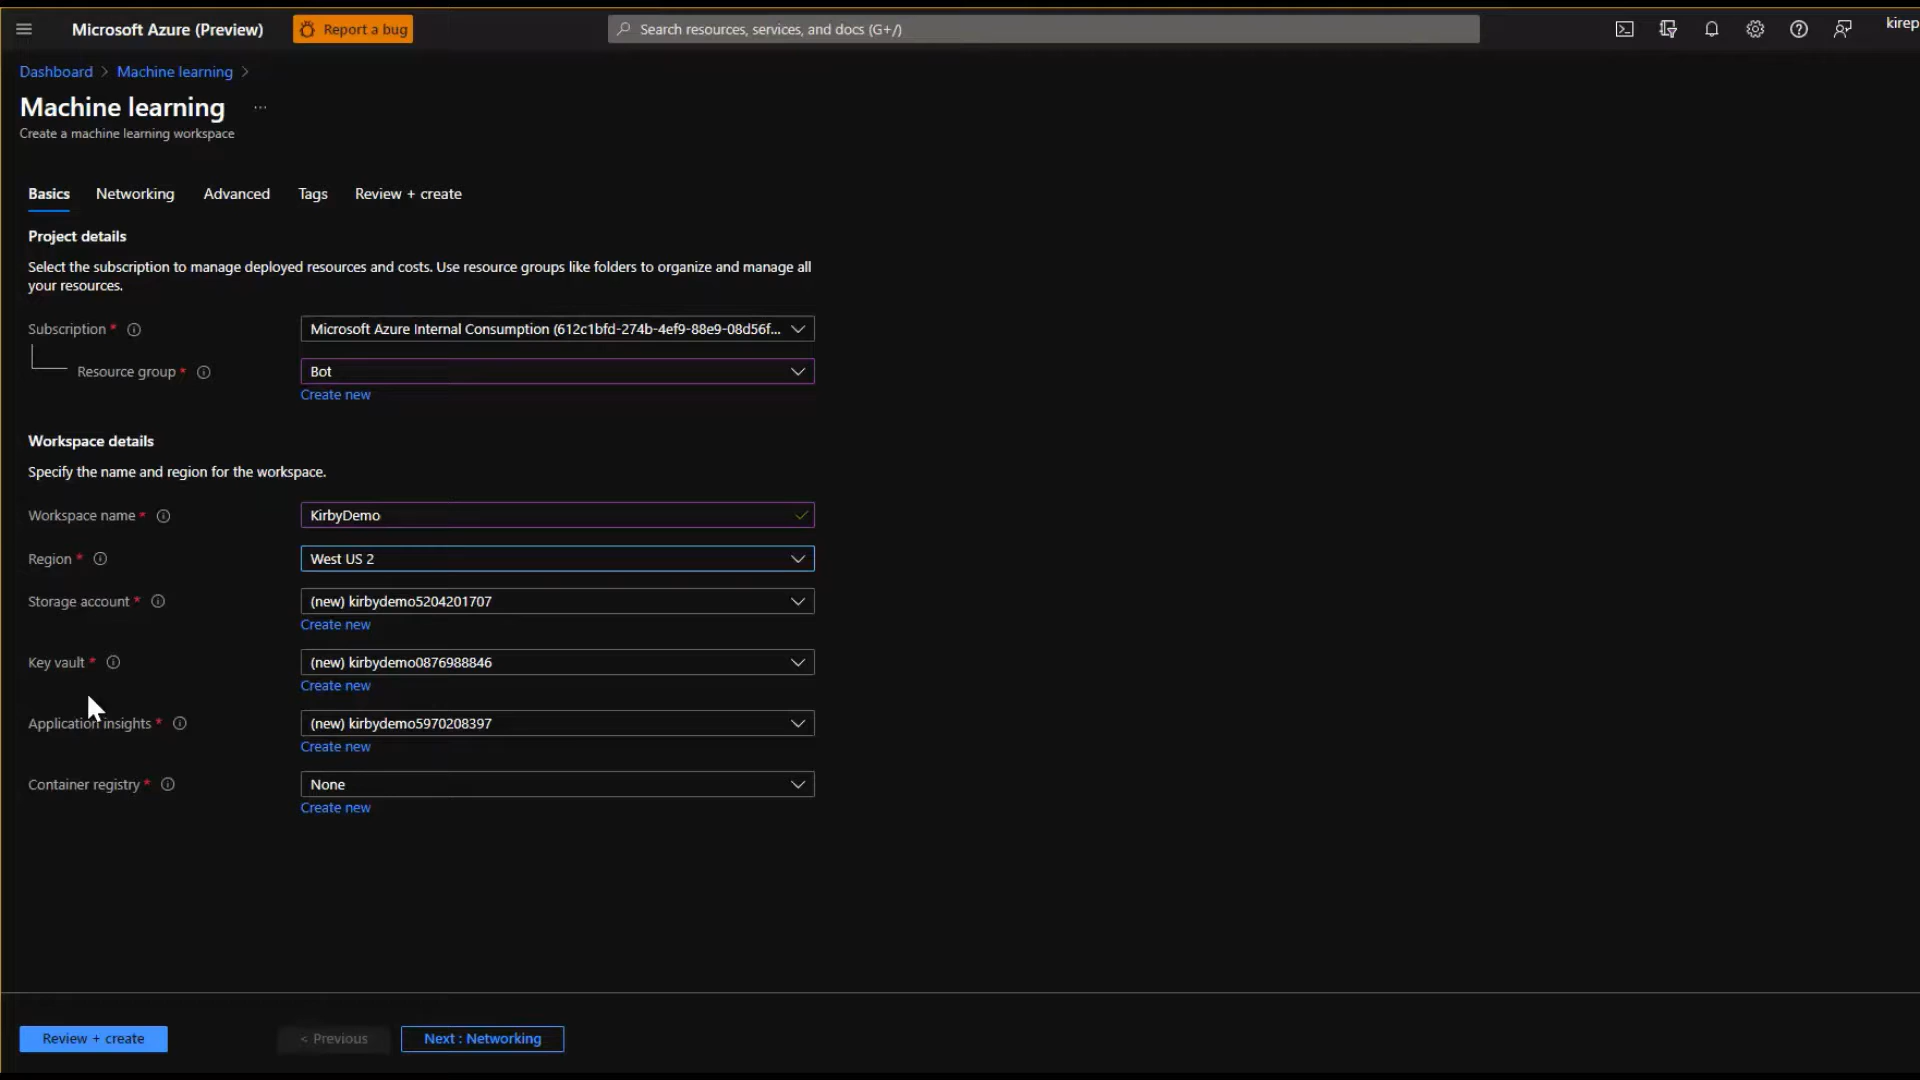 Microsoft Azure (Preview)
Report a bug
Search resources, services, and docs (G+/)
kirep
Dashboard > Machine learning >
Machine learning ...
Create a machine learning workspace
Basics Networking Advanced Tags Review + create
Project details
Select the subscription to manage deployed resources and costs. Use resource groups like folders to organize and manage all
your resources.
Subscription *
Microsoft Azure Internal Consumption (612c1bfd-274b-4ef9-88e9-08d56f...
Resource group *
Bot
Create new
Workspace details
Specify the name and region for the workspace.
Workspace name *
KirbyDemo
Region *
West US 2
Storage account *
(new) kirbydemo5204201707
Create new
Key vault *
(new) kirbydemo0876988846
Create new
Application insights *
(new) kirbydemo5970208397
Create new
Container registry *
None
Create new
Review + create
< Previous
Next : Networking